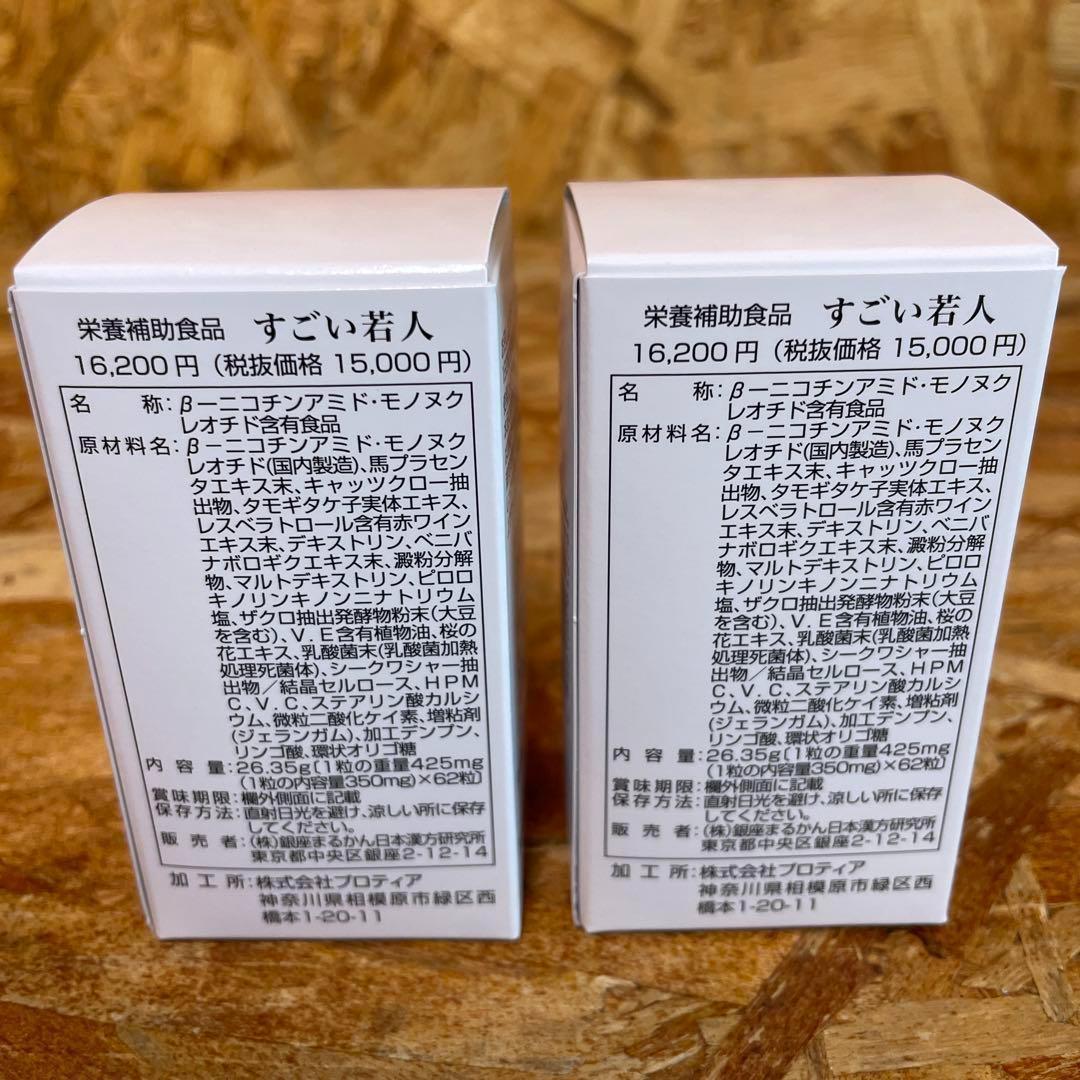 栄養補助食品 すごい若人
16,200円(税抜価格 15,000円)
名 称:β-ニコチンアミド・モノヌク
レオチド含有食品
原材料名:β-ニコチンアミド・モノヌク
レオチド(国内製造)、馬プラセン
タエキス末、キャッツクロー抽
出物、タモギタケ子実体エキス、
レスベラトロール含有赤ワイン
エキス末、デキストリン、ベニバ
ナボロギクエキス末、澱粉分解
物、マルトデキストリン、ピロロ
キノリンキノンニナトリウム
塩、ザクロ抽出発酵物粉末(大豆
を含む)、V.E含有植物油、桜の
花エキス、乳酸菌末(乳酸菌加熱
処理死菌体)、シークワシャー抽
出物/結晶セルロース、HPM
C、V.C、ステアリン酸カルシ
ウム、微粒二酸化ケイ素、増粘剤
(ジェランガム)、加工デンプン、
リンゴ酸、環状オリゴ糖
内容量:26.35g〔1粒の重量425mg
(1粒の内容量350mg)×62粒〕
賞味期限:欄外側面に記載
保存方法:直射日光を避け、涼しい所に保存
してください。
販売者:(株)銀座まるかん日本漢方研究所
東京都中央区銀座2-12-14
加工所:株式会社プロティア
神奈川県相模原市緑区西
橋本1-20-11
栄養補助食品 すごい若人
16,200円(税抜価格 15,000円)
名 称:β-ニコチンアミド・モノヌク
レオチド含有食品
原材料名:β-ニコチンアミド・モノヌク
レオチド(国内製造)、馬プラセン
タエキス末、キャッツクロー抽
出物、タモギタケ子実体エキス、
レスベラトロール含有赤ワイン
エキス末、デキストリン、ベニバ
ナボロギクエキス末、澱粉分解
物、マルトデキストリン、ピロロ
キノリンキノンニナトリウム
塩、ザクロ抽出発酵物粉末(大豆
を含む)、V.E含有植物油、桜の
花エキス、乳酸菌末(乳酸菌加熱
処理死菌体)、シークワシャー抽
出物/結晶セルロース、HPM
C、V.C、ステアリン酸カルシ
ウム、微粒二酸化ケイ素、増粘剤
(ジェランガム)、加工デンプン、
リンゴ酸、環状オリゴ糖
内容量:26.35g〔1粒の重量425mg
(1粒の内容量350mg)×62粒〕
賞味期限:欄外側面に記載
保存方法:直射日光を避け、涼しい所に保存
してください。
販売者:(株)銀座まるかん日本漢方研究所
東京都中央区銀座2-12-14
加工所:株式会社プロティア
神奈川県相模原市緑区西
橋本1-20-11